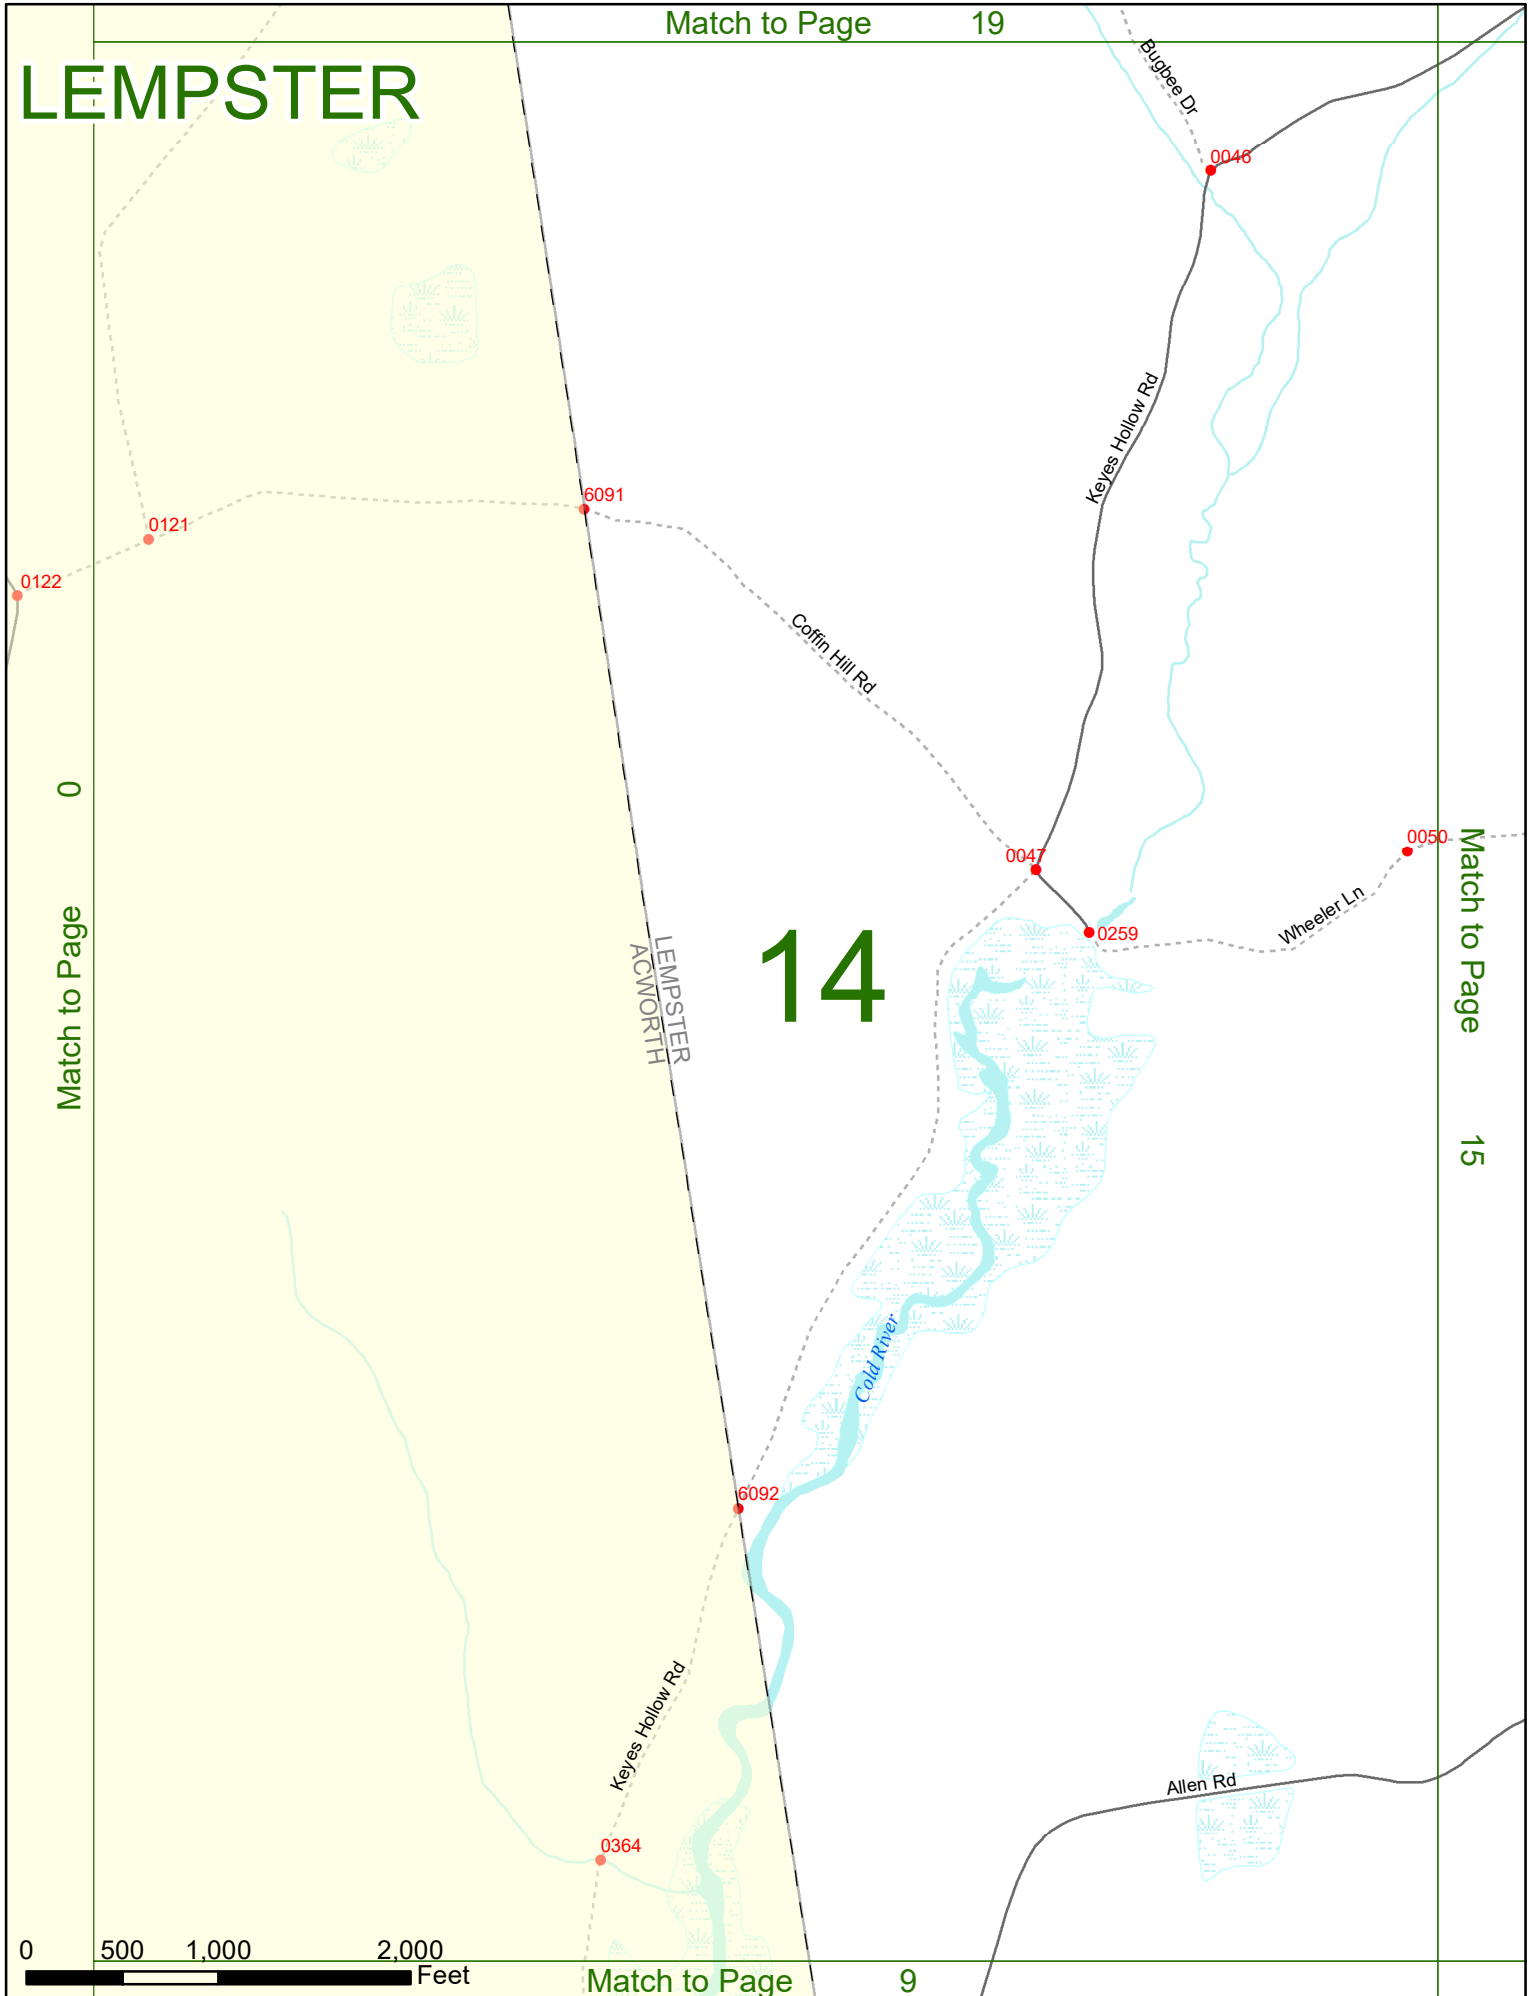 Match to Page 19
LEMPSTER
Bugbee Dr
0046
Keyes Hollow Rd
6091
0121
0122
Coffin Hill Rd
0
Match to Page
0047
0050
Match to Page
15
Wheeler Ln
0259
14
LEMPSTER
ACWORTH
Cold River
6092
Keyes Hollow Rd
Allen Rd
0364
0 500 1,000 2,000
Feet
Match to Page 9